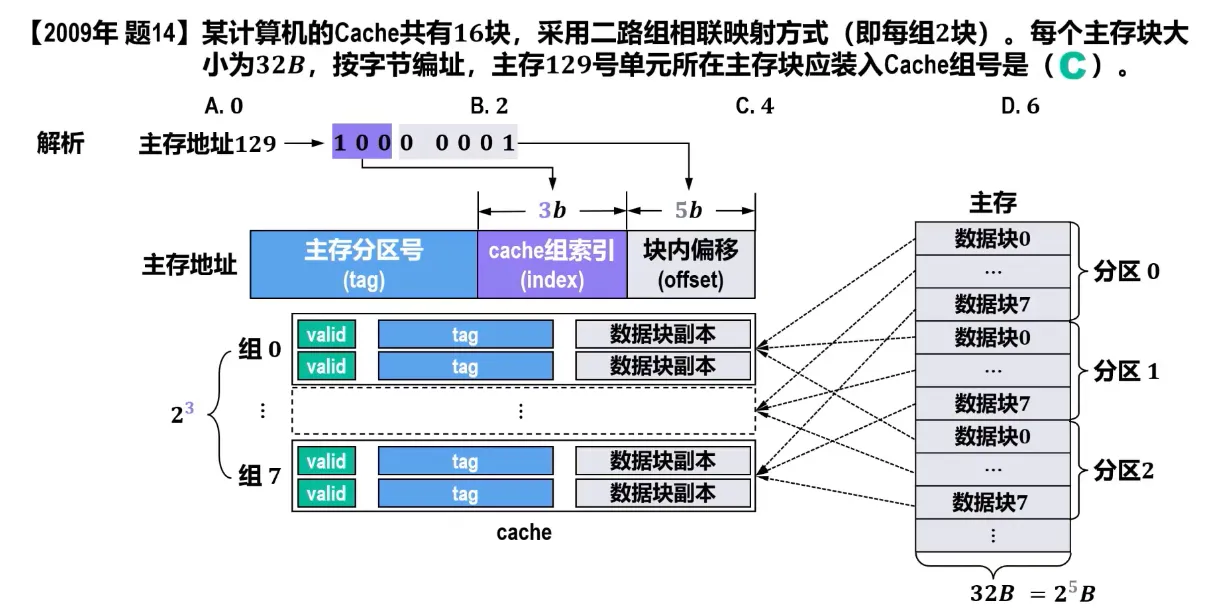 【2009年 题14】某计算机的Cache共有16块，采用二路组相联映射方式（即每组2块）。每个主存块大
小为32B，按字节编址，主存129号单元所在主存块应装入Cache组号是（C）。
A. 0 B. 2 C. 4 D. 6
解析 主存地址129 1 0 0 0 0 0 0 1
3b 5b
主存地址 主存分区号 cache组索引 块内偏移
(tag) (index) (offset)
组 0 valid tag 数据块副本
valid tag 数据块副本
2^3 ⋮ ⋮
组 7 valid tag 数据块副本
valid tag 数据块副本
cache
主存
数据块0
…
数据块7
分区 0
数据块0
…
数据块7
分区 1
数据块0
…
数据块7
分区2
⋮
32B = 2^5B